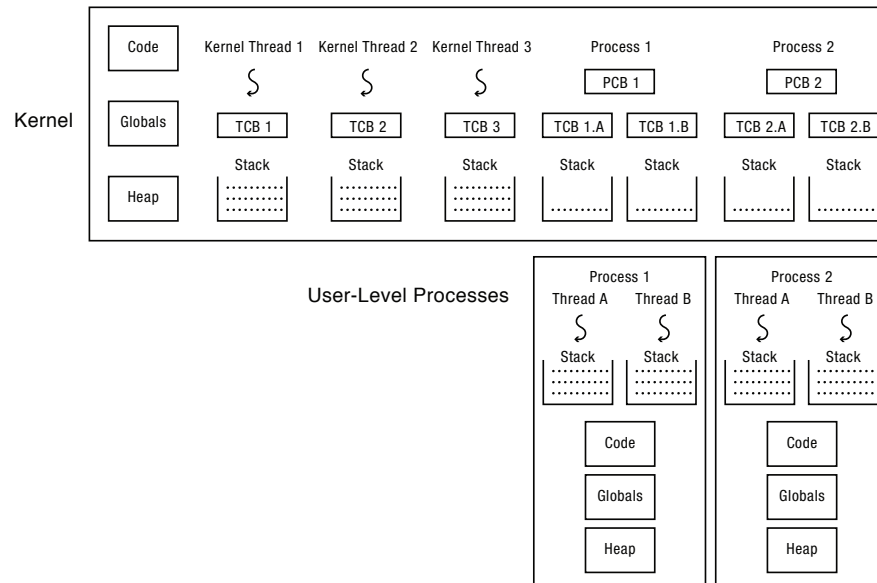 Code Kernel Thread 1 Kernel Thread 2 Kernel Thread 3 Process 1 Process 2
PCB 1 PCB 2
Kernel Globals TCB 1 TCB 2 TCB 3 TCB 1.A TCB 1.B TCB 2.A TCB 2.B
Stack Stack Stack Stack Stack Stack Stack
Heap
Process 1 Process 2
User-Level Processes Thread A Thread B Thread A Thread B
Stack Stack Stack Stack
Code Code
Globals Globals
Heap Heap